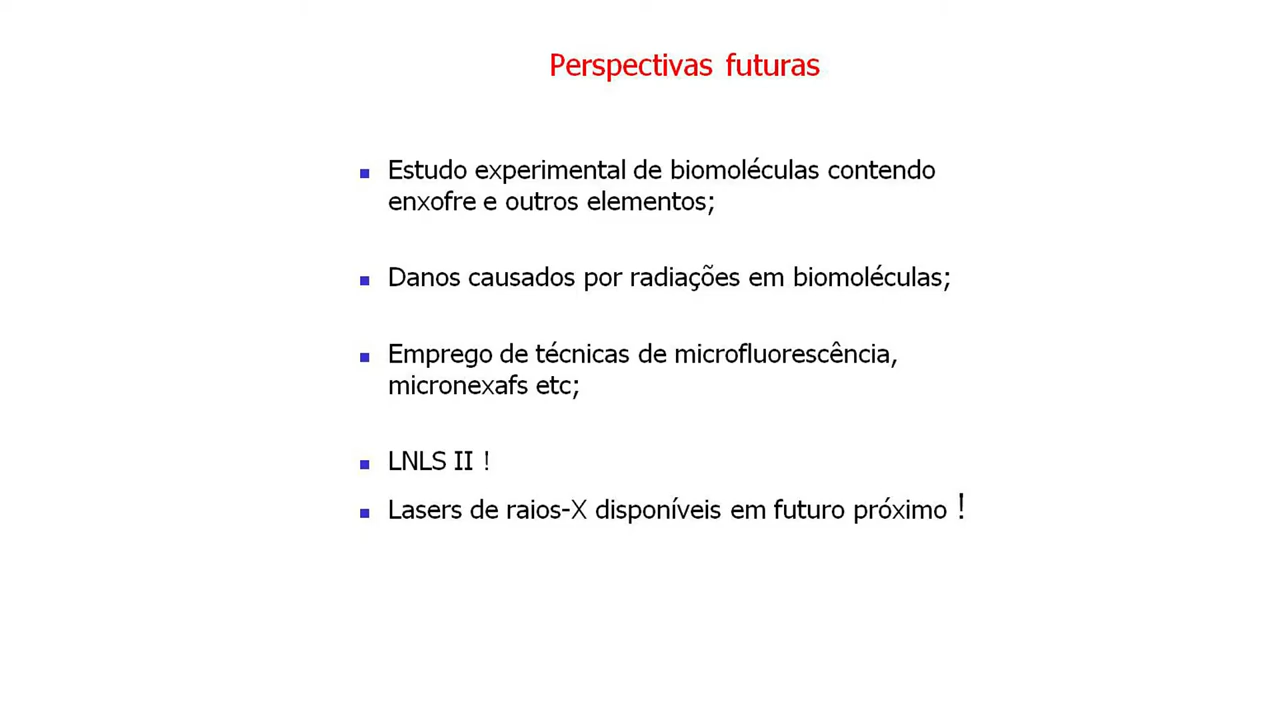 Perspectivas futuras
Estudo experimental de biomoléculas contendo
enxofre e outros elementos;
Danos causados por radiações em biomoléculas;
Emprego de técnicas de microfluorescência,
micronexafs etc;
LNLS II !
Lasers de raios-X disponíveis em futuro próximo !